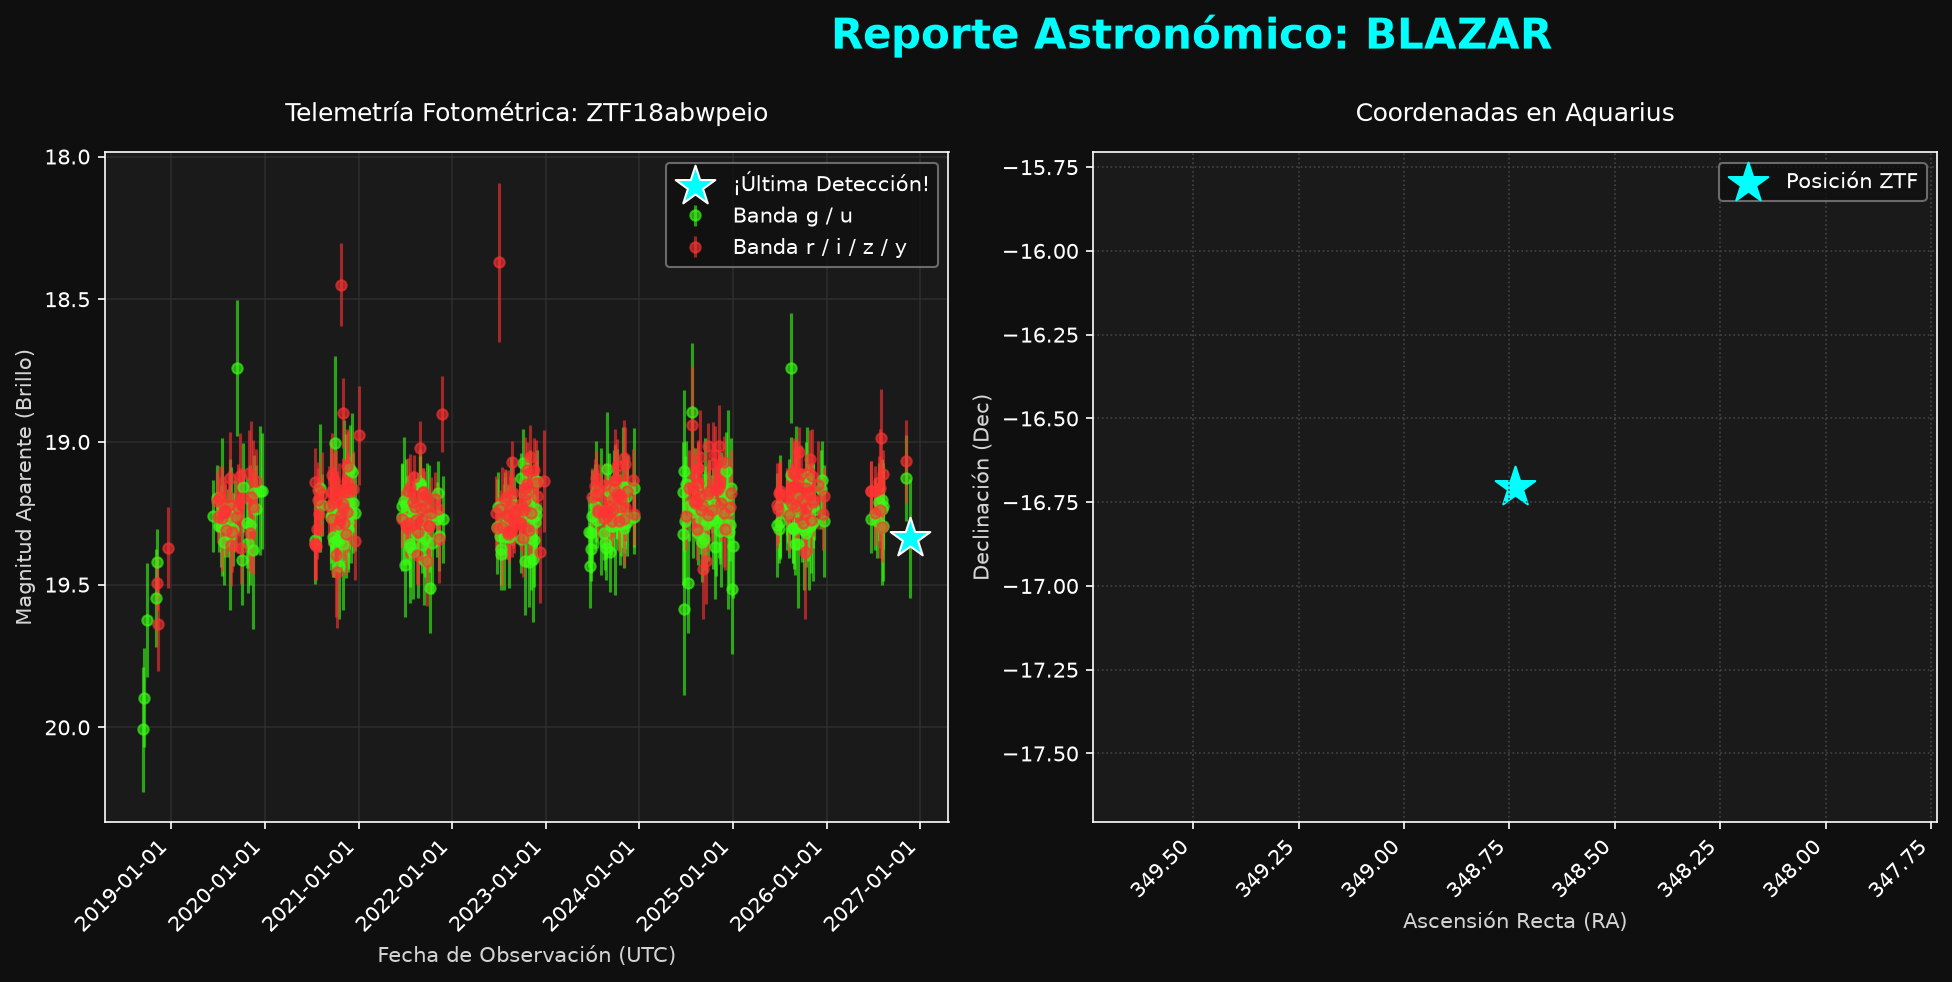 Reporte Astronómico: BLAZAR
Telemetría Fotométrica: ZTF18abwpeio
Magnitud Aparente (Brillo)
18.0
18.5
19.0
19.5
20.0
¡Última Detección!
Banda g / u
Banda r / i / z / y
2019-01-01
2020-01-01
2021-01-01
2022-01-01
2023-01-01
2024-01-01
2025-01-01
2026-01-01
2027-01-01
Fecha de Observación (UTC)
Coordenadas en Aquarius
Declinación (Dec)
−15.75
−16.00
−16.25
−16.50
−16.75
−17.00
−17.25
−17.50
Posición ZTF
349.50
349.25
349.00
348.75
348.50
348.25
348.00
347.75
Ascensión Recta (RA)